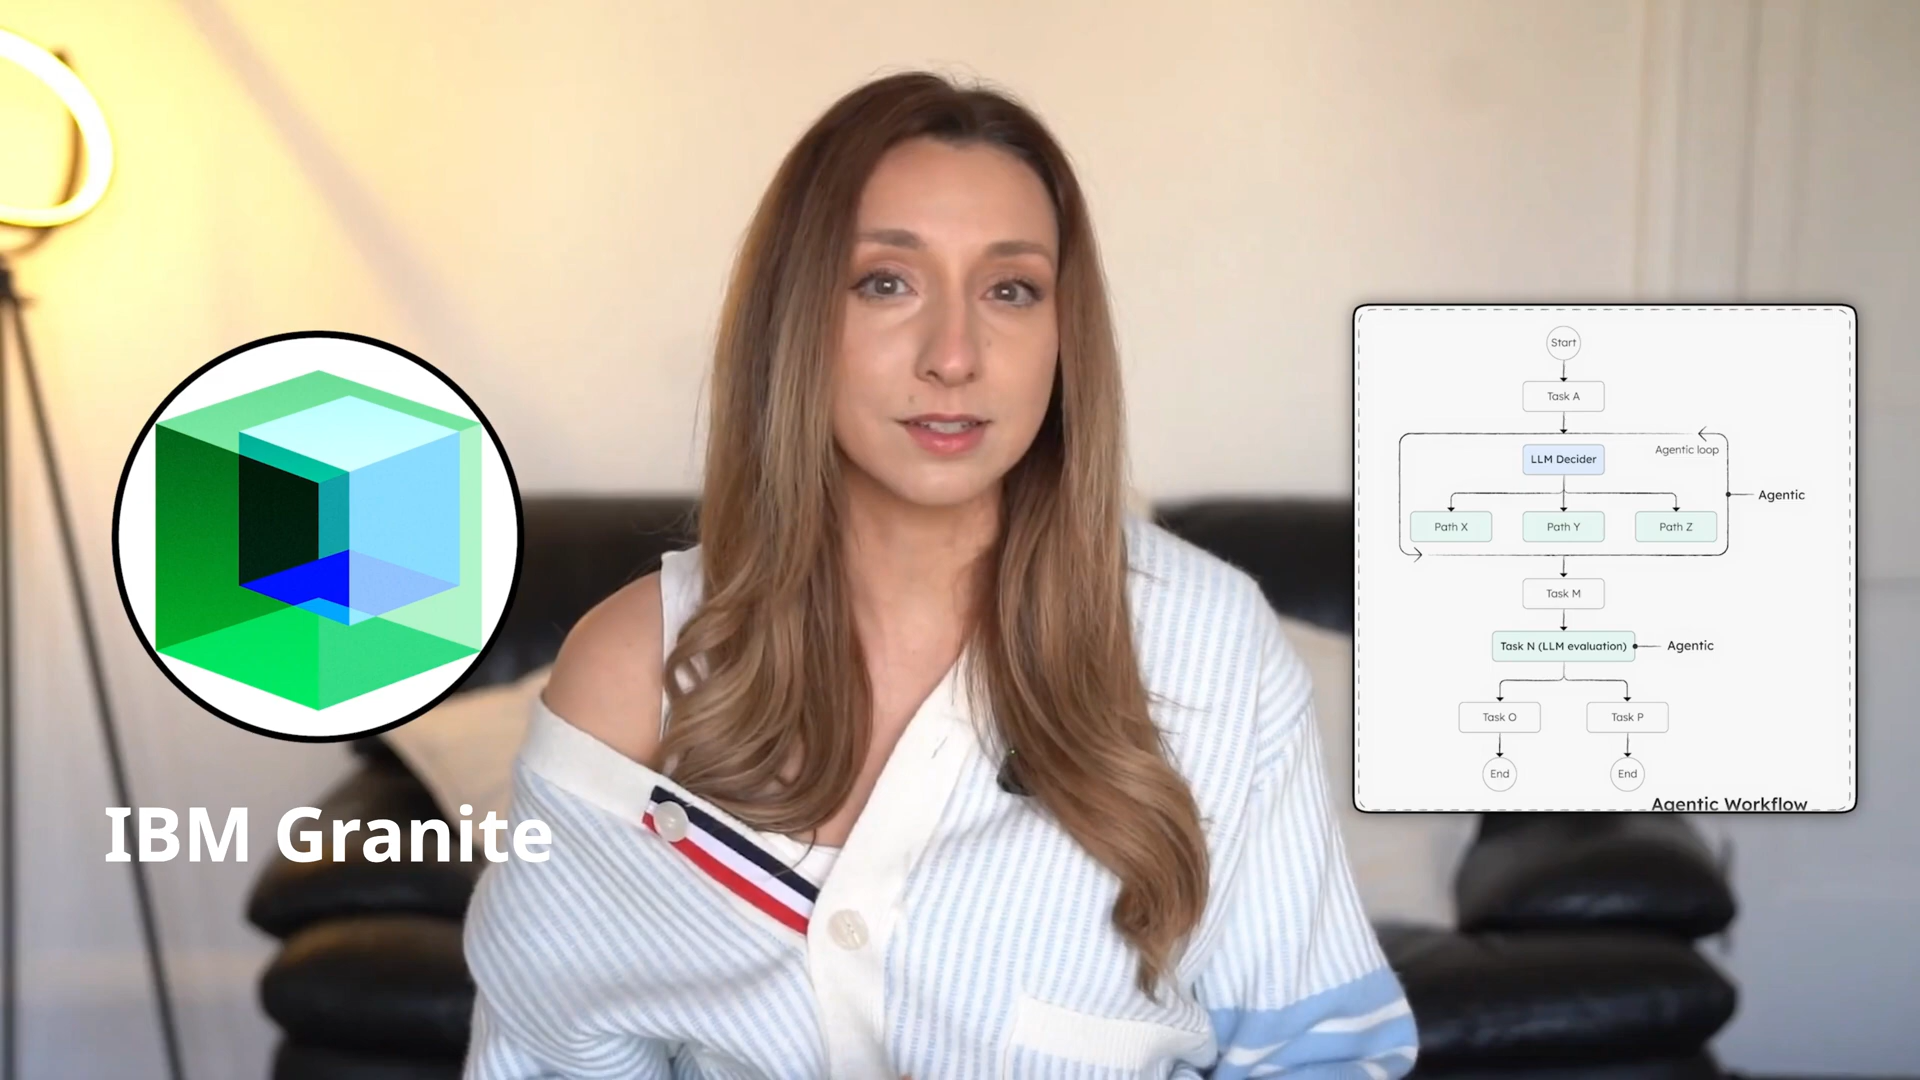 IBM Granite
Start
Task A
Agentic loop
LLM Decider
Agentic
Path X
Path Y
Path Z
Task M
Task N (LLM evaluation)
Agentic
Task O
Task P
End
End
Agentic Workflow